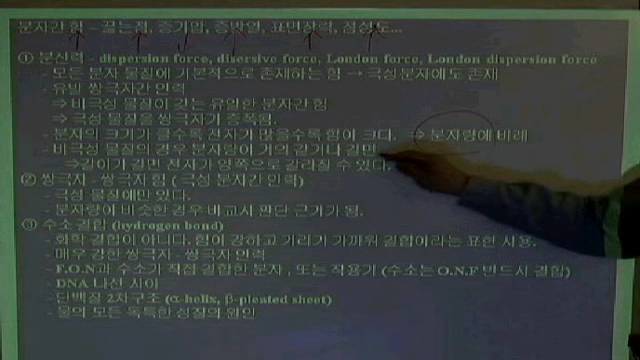 분자간 힘 - 끓는점, 증기압, 증발열, 표면장력, 점성도...
① 분산력 - dispersion force, disersive force, London force, London dispersion force
- 모든 분자 물질에 기본적으로 존재하는 힘 → 극성분자에도 존재
- 유발 쌍극자간 인력
⇒ 비극성 물질이 갖는 유일한 분자간 힘
⇒ 극성 물질은 쌍극자가 증폭됨.
- 분자의 크기가 클수록 전자가 많을수록 힘이 크다. ⇒ 분자량에 비례
- 비극성 물질의 경우 분자량이 거의 같거나 길면
⇒길이가 길면 전자가 양쪽으로 갈라질 수 있다.
② 쌍극자 - 쌍극자 힘 ( 극성 분자간 인력)
- 극성 물질에만 있다.
- 분자량이 비슷한 경우 비교시 판단 근거가 됨.
③ 수소 결합 (hydrogen bond)
- 화학 결합이 아니다. 힘이 강하고 거리가 가까워 결합이라는 표현 사용.
- 매우 강한 쌍극자 - 쌍극자 인력
- F.O.N과 수소가 직접 결합한 분자 , 또는 작용기 (수소는 O.N.F 반드시 결합)
- DNA 나선 사이
- 단백질 2차구조 (α-helix, β-pleated sheet)
- 물의 모든 독특한 성질의 원인